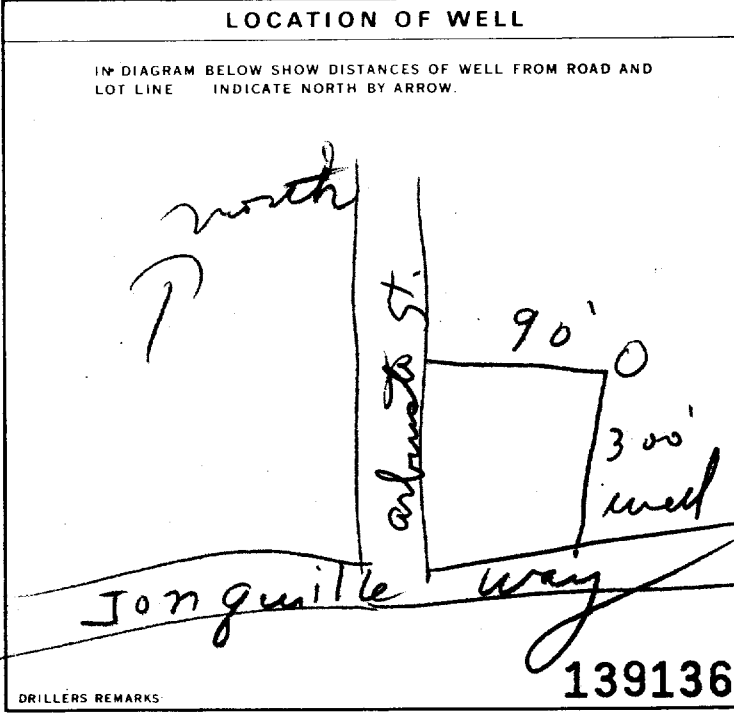 LOCATION OF WELL
IN DIAGRAM BELOW SHOW DISTANCES OF WELL FROM ROAD AND
LOT LINE INDICATE NORTH BY ARROW.
north
St.
90'
300'
well
Jonquille Way
DRILLERS REMARKS
139136